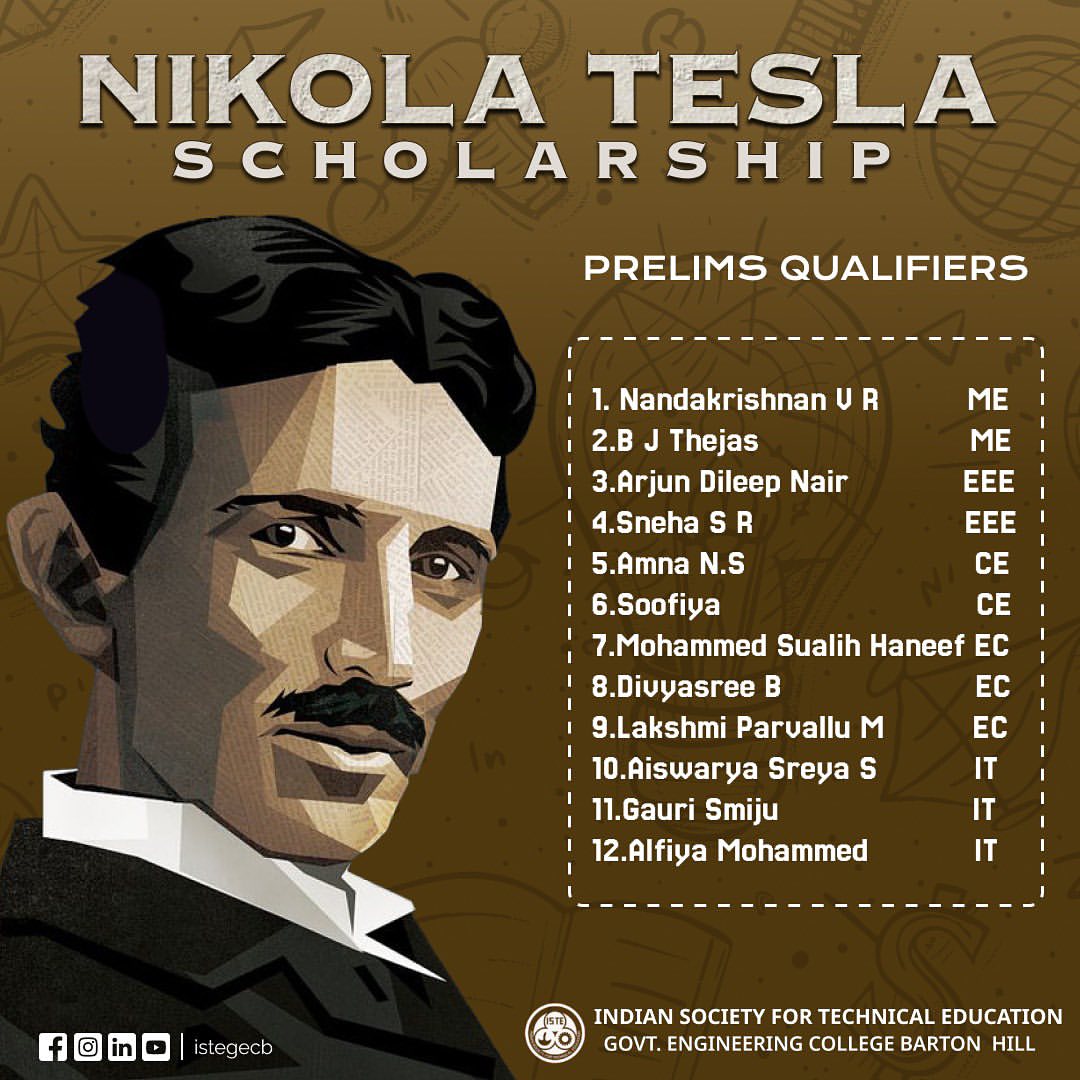 NIKOLA TESLA
SCHOLARSHIP
PRELIMS QUALIFIERS
1. Nandakrishnan V R ME
2.B J Thejas ME
3.Arjun Dileep Nair EEE
4.Sneha S R EEE
5.Amna N.S CE
6.Soofiya CE
7.Mohammed Sualih Haneef EC
8.Divyasree B EC
9.Lakshmi Parvallu M EC
10.Aiswarya Sreya S IT
11.Gauri Smiju IT
12.Alfiya Mohammed IT
istegecb
ISTE
INDIAN SOCIETY FOR TECHNICAL EDUCATION
GOVT. ENGINEERING COLLEGE BARTON HILL